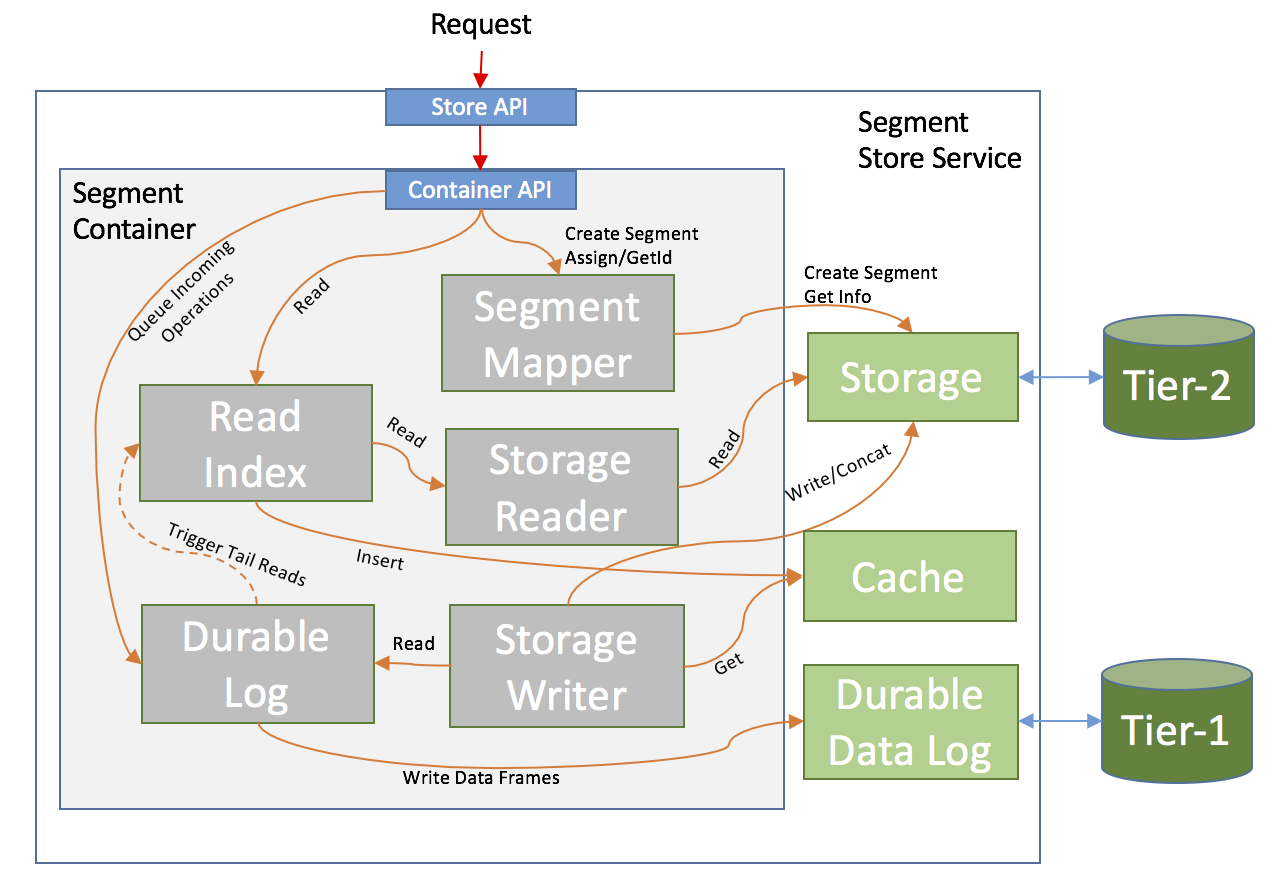 Request
Store API
Segment
Store Service
Container API
Segment
Container
Create Segment
Assign/GetId
Queue Incoming
Operations
Read
Create Segment
Get Info
Segment
Mapper
Storage
Tier-2
Read
Index
Read
Storage
Reader
Read
Write/Concat
Trigger Tail Reads
Insert
Cache
Durable
Log
Read
Storage
Writer
Get
Durable
Data Log
Tier-1
Write Data Frames